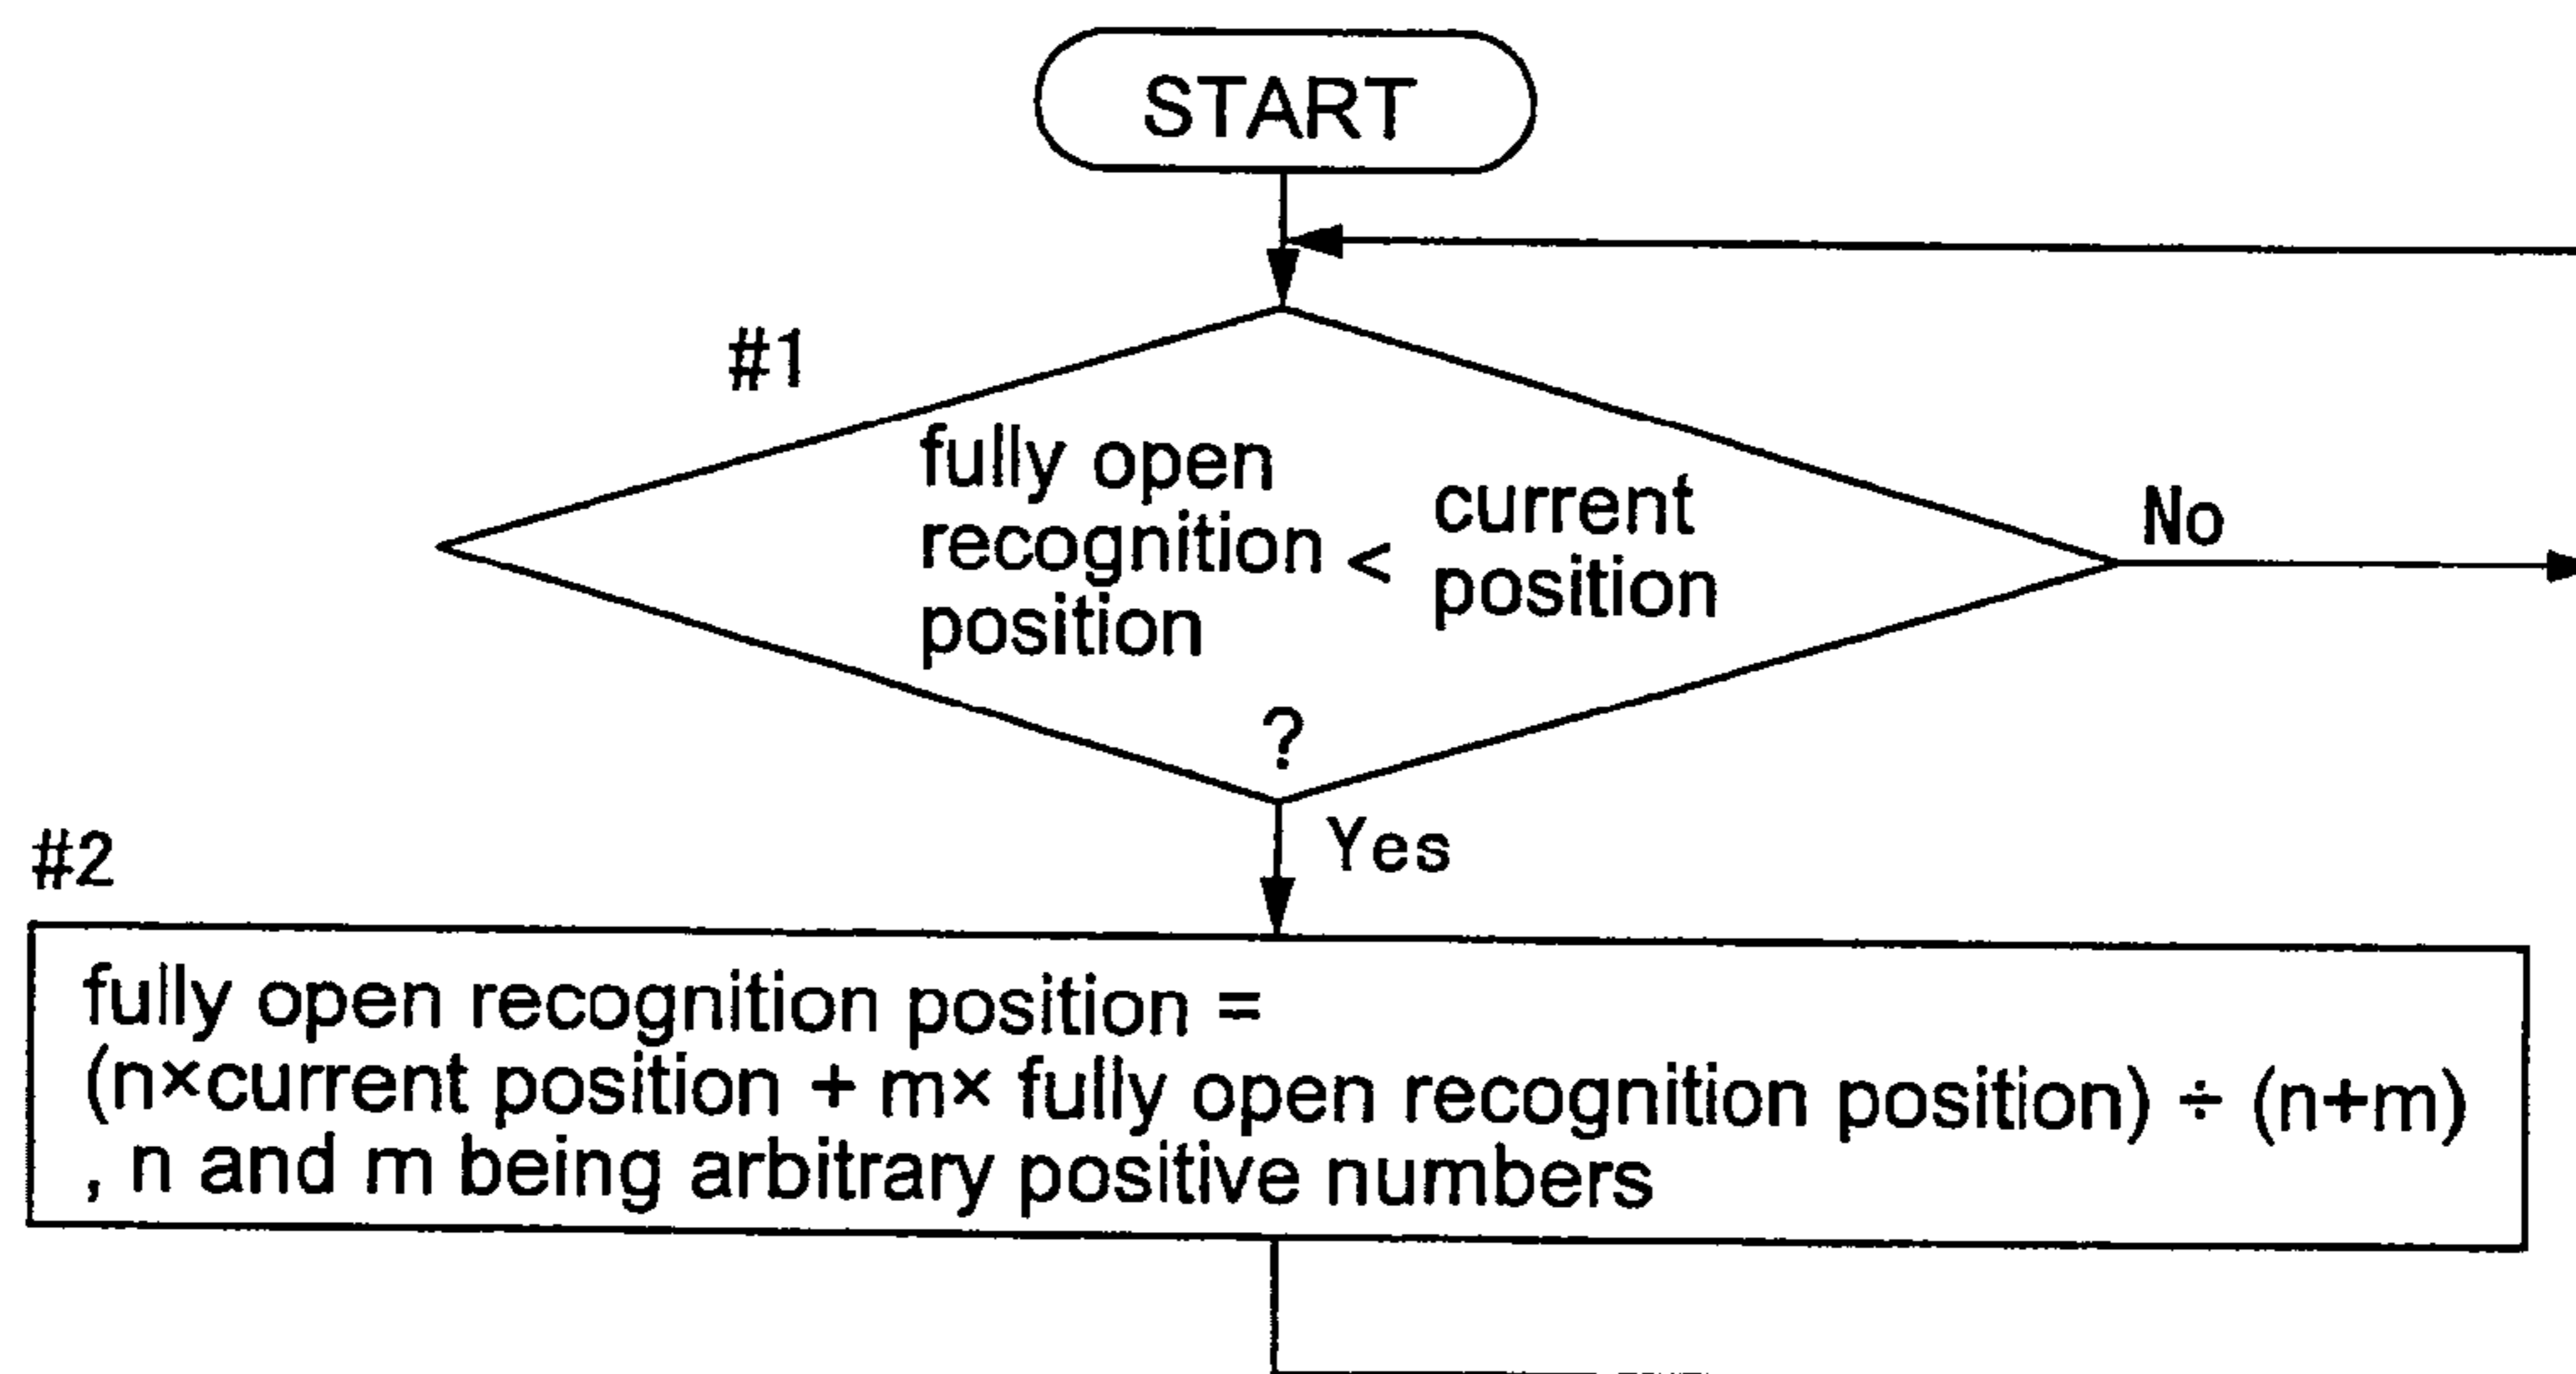 START
#1
fully open
recognition
position
<
current
position
?
No
Yes
#2
fully open recognition position =
(n×current position + m× fully open recognition position) ÷ (n+m)
, n and m being arbitrary positive numbers